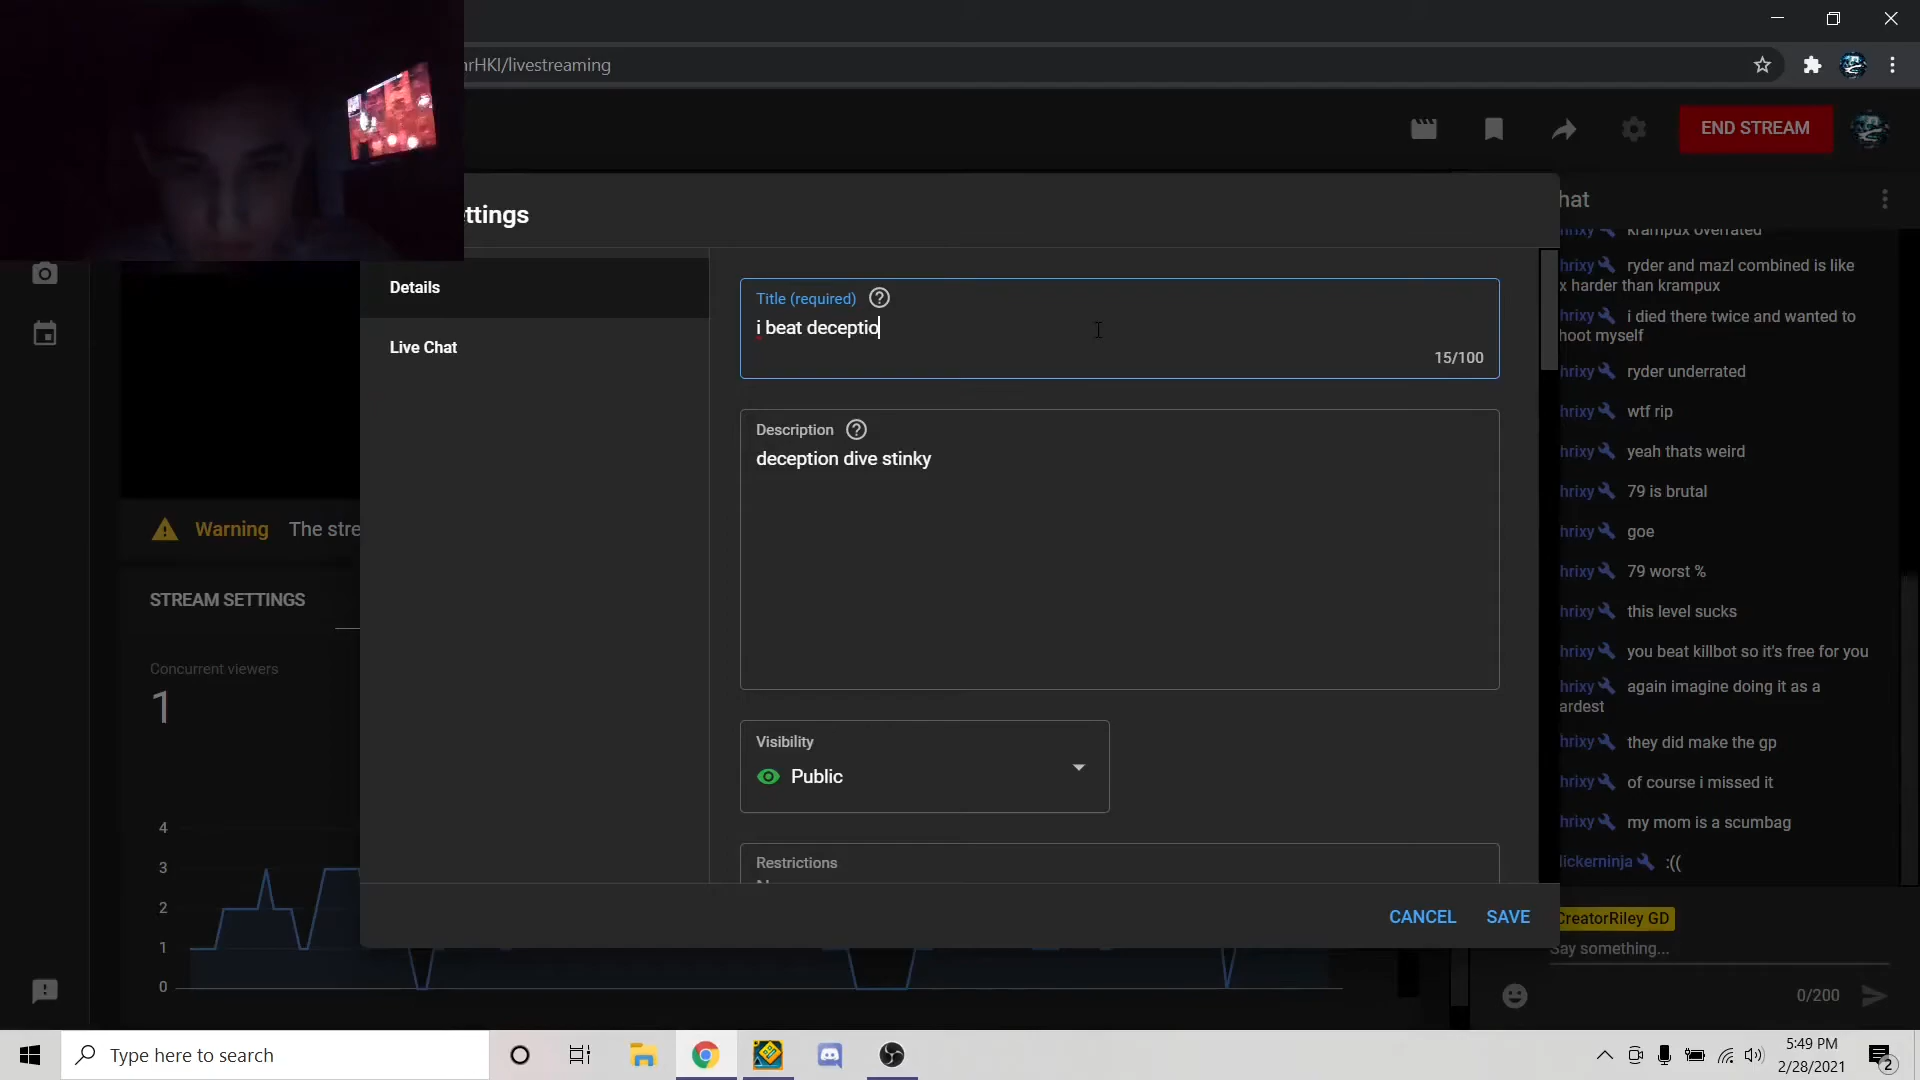 nrHKI/livestreaming
END STREAM
ettings
hat
Details
Live Chat
Title (required)
i beat deceptio
15/100
Description
deception dive stinky
Visibility
Public
Restrictions
CANCEL
SAVE
Warning The stre
STREAM SETTINGS
Concurrent viewers
1
4
3
2
1
0
hrixy krampux overrated
hrixy ryder and mazl combined is like
x harder than krampux
hrixy i died there twice and wanted to
hoot myself
hrixy ryder underrated
hrixy wtf rip
hrixy yeah thats weird
hrixy 79 is brutal
hrixy goe
hrixy 79 worst %
hrixy this level sucks
hrixy you beat killbot so it's free for you
hrixy again imagine doing it as a
ardest
hrixy they did make the gp
hrixy of course i missed it
hrixy my mom is a scumbag
lickerninja :((
CreatorRiley GD
Say something...
0/200
Type here to search
5:49 PM
2/28/2021
2